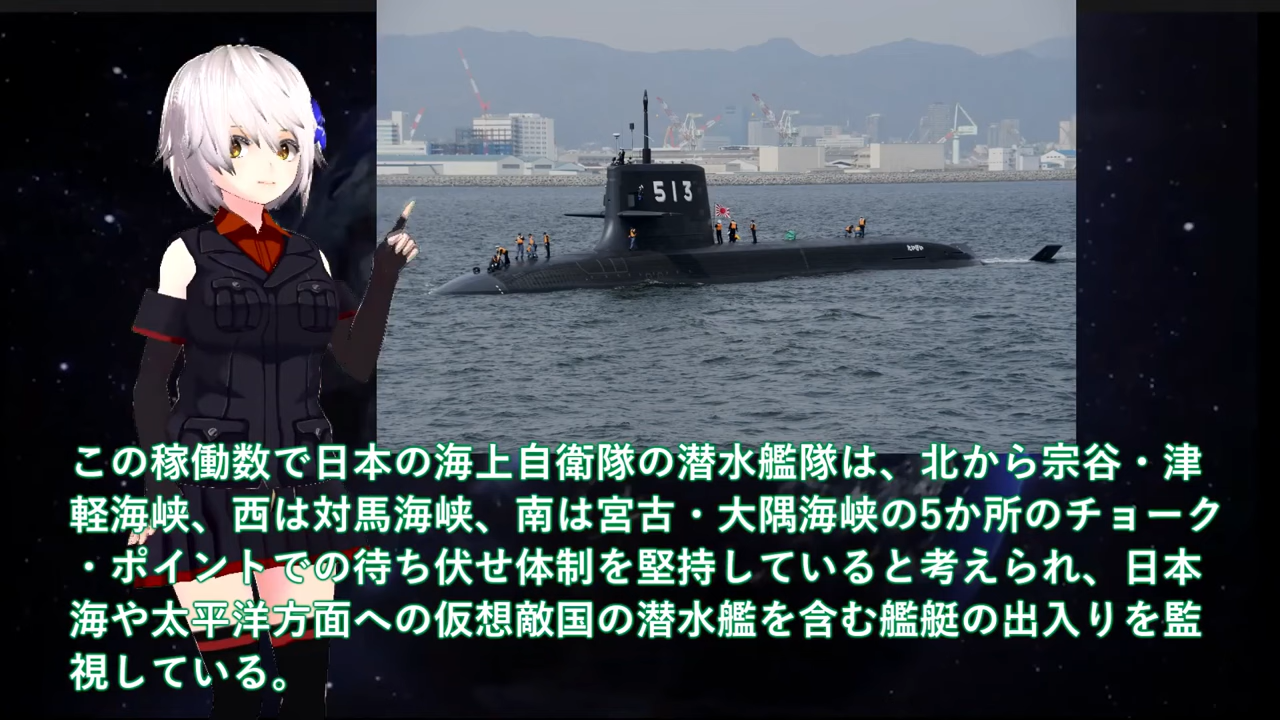 513
この稼働数で日本の海上自衛隊の潜水艦隊は、北から宗谷・津
軽海峡、西は対馬海峡、南は宮古・大隅海峡の5か所のチョーク
・ポイントでの待ち伏せ体制を堅持していると考えられ、日本
海や太平洋方面への仮想敵国の潜水艦を含む艦艇の出入りを監
視している。